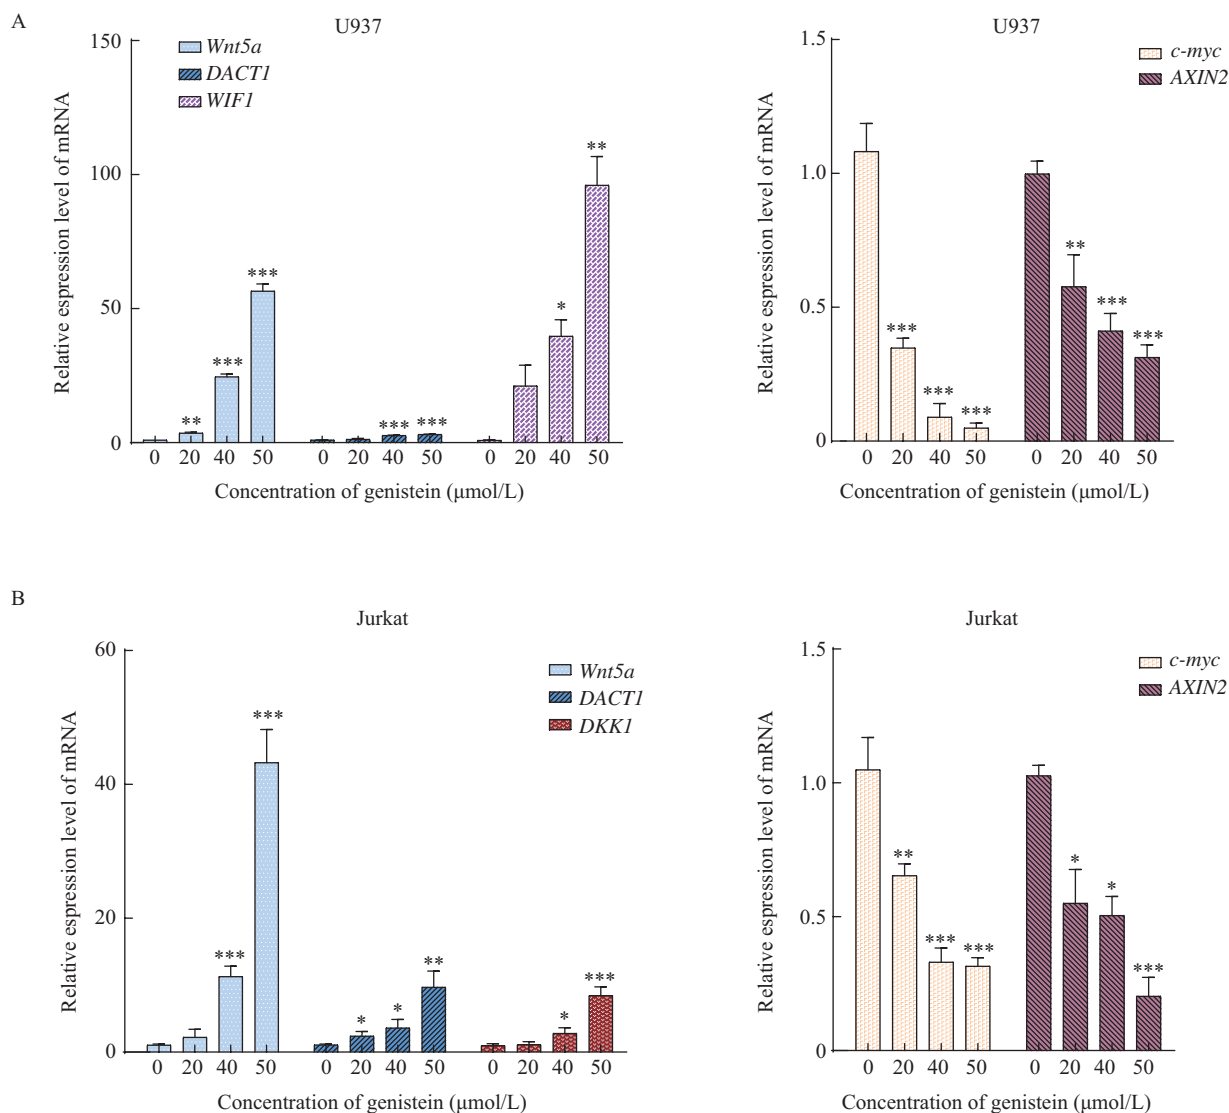 A
U937
Relative espression level of mRNA
150
100
50
0
Wnt5a
DACT1
WIF1
** *** *** *** *** * **
0 20 40 50 0 20 40 50 0 20 40 50
Concentration of genistein (μmol/L)
U937
Relative espression level of mRNA
1.5
1.0
0.5
0
c-myc
AXIN2
*** *** *** ** *** ***
0 20 40 50 0 20 40 50
Concentration of genistein (μmol/L)
B
Jurkat
Relative espression level of mRNA
60
40
20
0
Wnt5a
DACT1
DKK1
*** *** * * ** * ***
0 20 40 50 0 20 40 50 0 20 40 50
Concentration of genistein (μmol/L)
Jurkat
Relative espression level of mRNA
1.5
1.0
0.5
0
c-myc
AXIN2
** *** *** * * ***
0 20 40 50 0 20 40 50
Concentration of genistein (μmol/L)